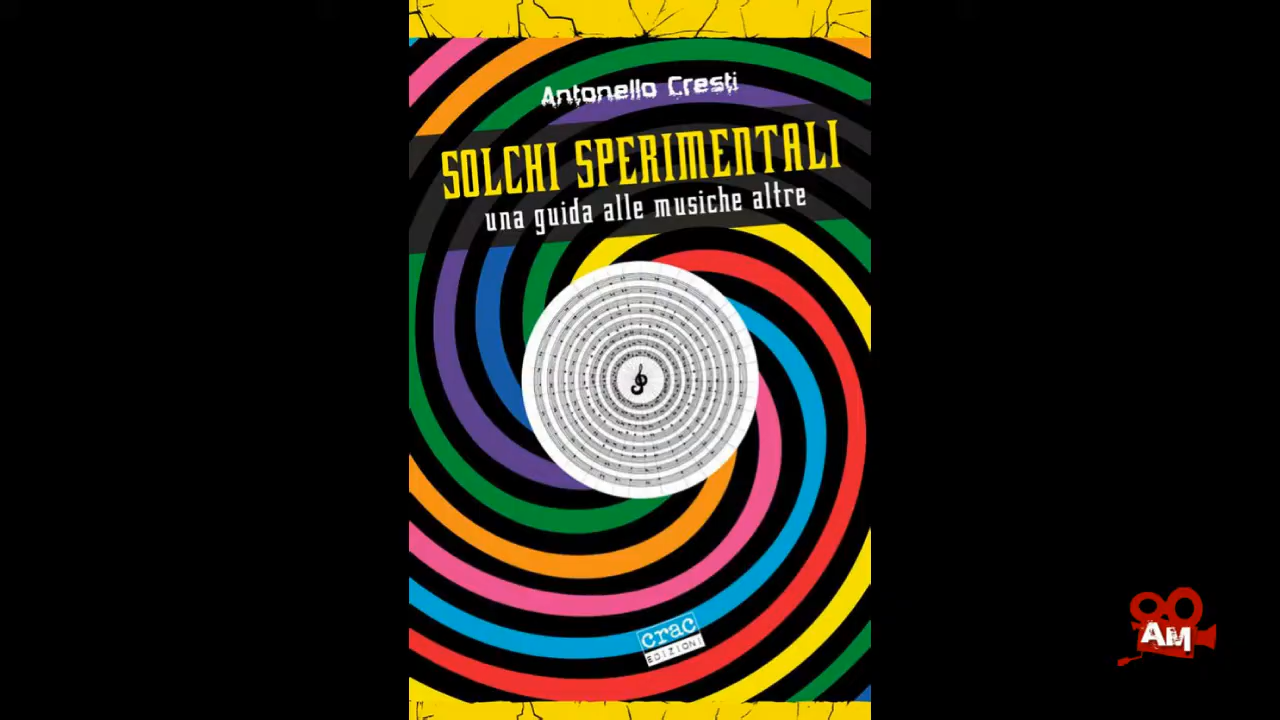 Antonello Cresti
SOLCHI SPERIMENTALI
una guida alle musiche altre
crac
EDIZIONI
AM